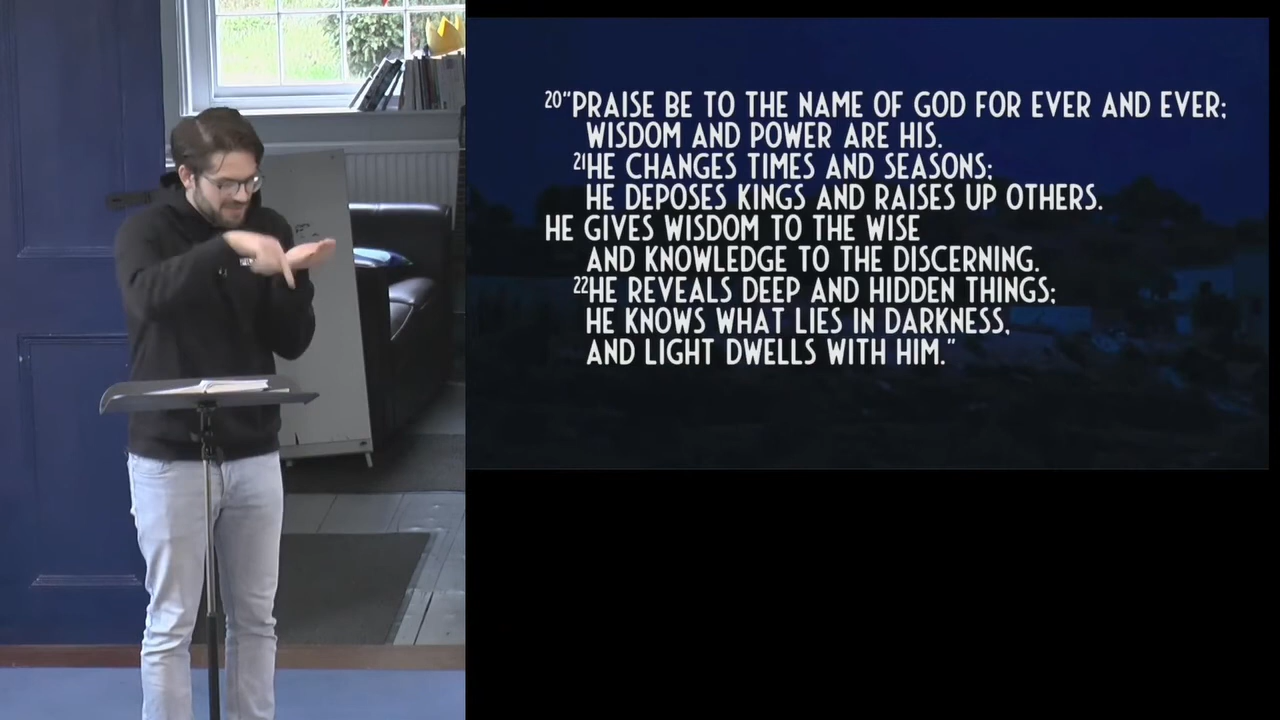 20"PRAISE BE TO THE NAME OF GOD FOR EVER AND EVER;
WISDOM AND POWER ARE HIS.
21HE CHANGES TIMES AND SEASONS;
HE DEPOSES KINGS AND RAISES UP OTHERS.
HE GIVES WISDOM TO THE WISE
AND KNOWLEDGE TO THE DISCERNING.
22HE REVEALS DEEP AND HIDDEN THINGS;
HE KNOWS WHAT LIES IN DARKNESS,
AND LIGHT DWELLS WITH HIM."